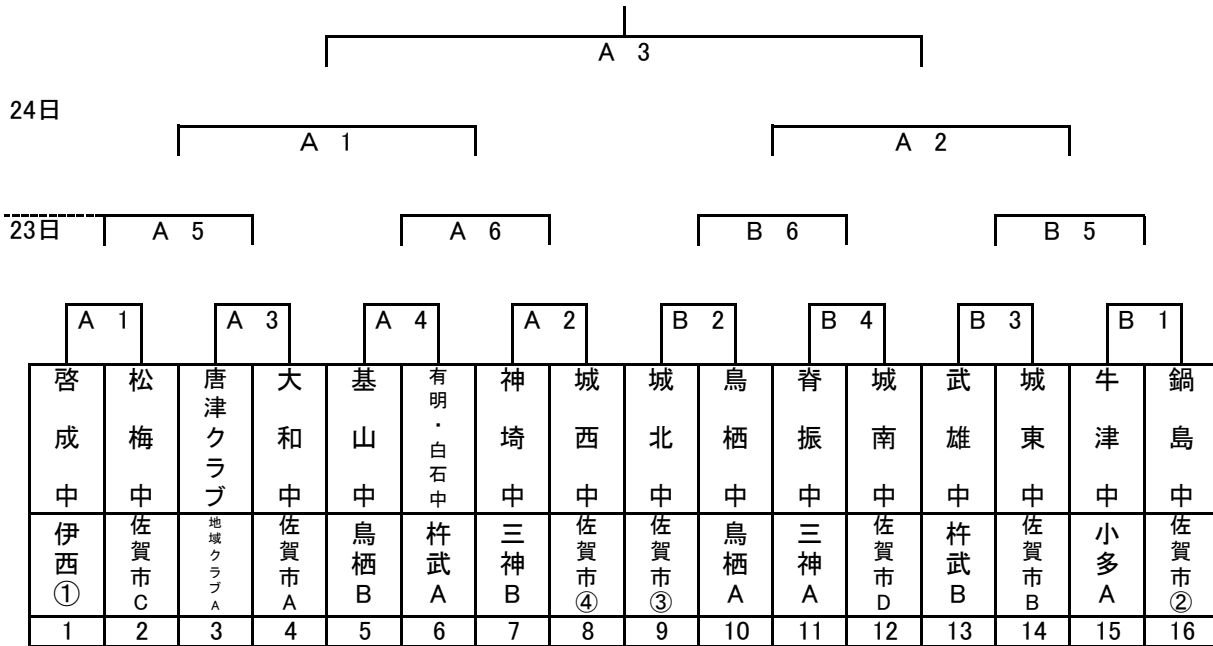 A 3
24日
A 1 A 2
23日 A 5 A 6 B 6 B 5
A 1 A 3 A 4 A 2 B 2 B 4 B 3 B 1
啓成中 松梅中 唐津クラブ 大和中 基山中 有明・白石中 神埼中 城西中 城北中 鳥栖中 脊振中 城南中 武雄中 城東中 牛津中 鍋島中
伊西① 佐賀市C 地域クラブA 佐賀市A 鳥栖B 杵武A 三神B 佐賀市④ 佐賀市③ 鳥栖A 三神A 佐賀市D 杵武B 佐賀市B 小多A 佐賀市②
1 2 3 4 5 6 7 8 9 10 11 12 13 14 15 16